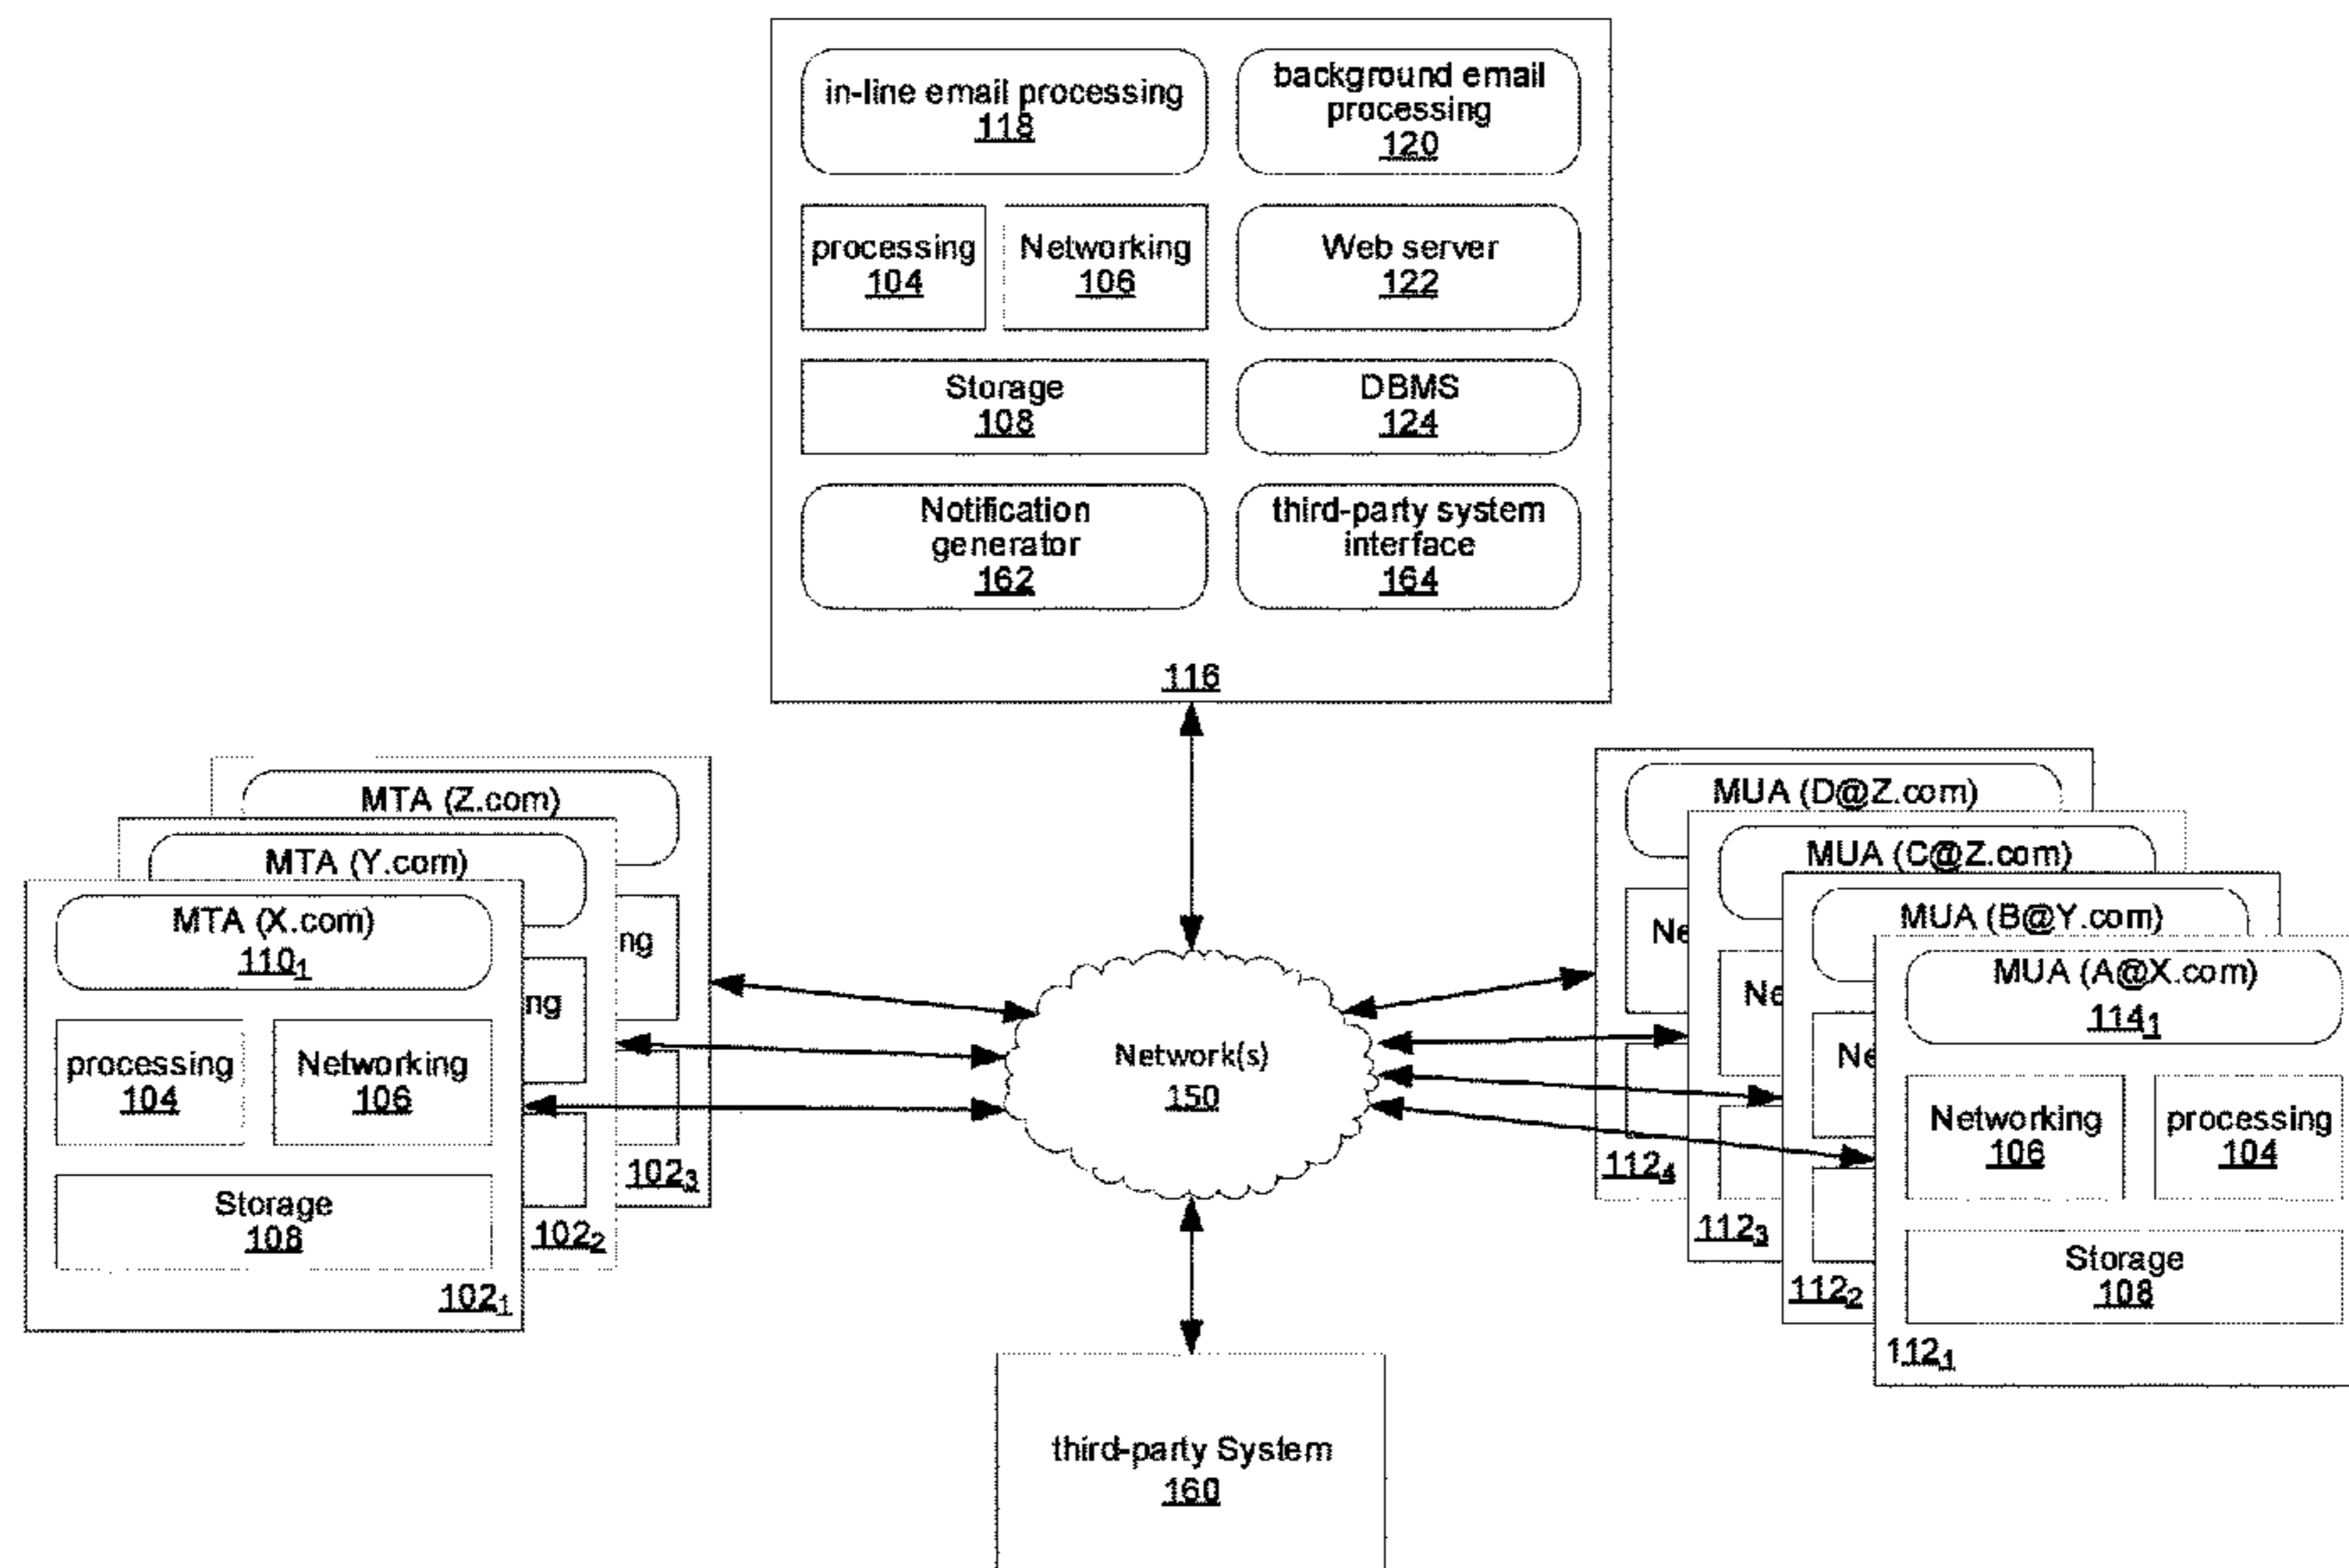 in-line email processing
118
background email
processing
120
processing
104
Networking
106
Web server
122
Storage
108
DBMS
124
Notification
generator
162
third-party system
interface
164
116
MTA (Z.com)
ng
102₃
MTA (Y.com)
ng
102₂
MTA (X.com)
110₁
processing
104
Networking
106
Storage
108
102₁
Network(s)
150
MUA (D@Z.com)
Ne
112₄
MUA (C@Z.com)
Ne
112₃
MUA (B@Y.com)
Ne
112₂
MUA (A@X.com)
114₁
Networking
106
processing
104
Storage
108
112₁
third-party System
160